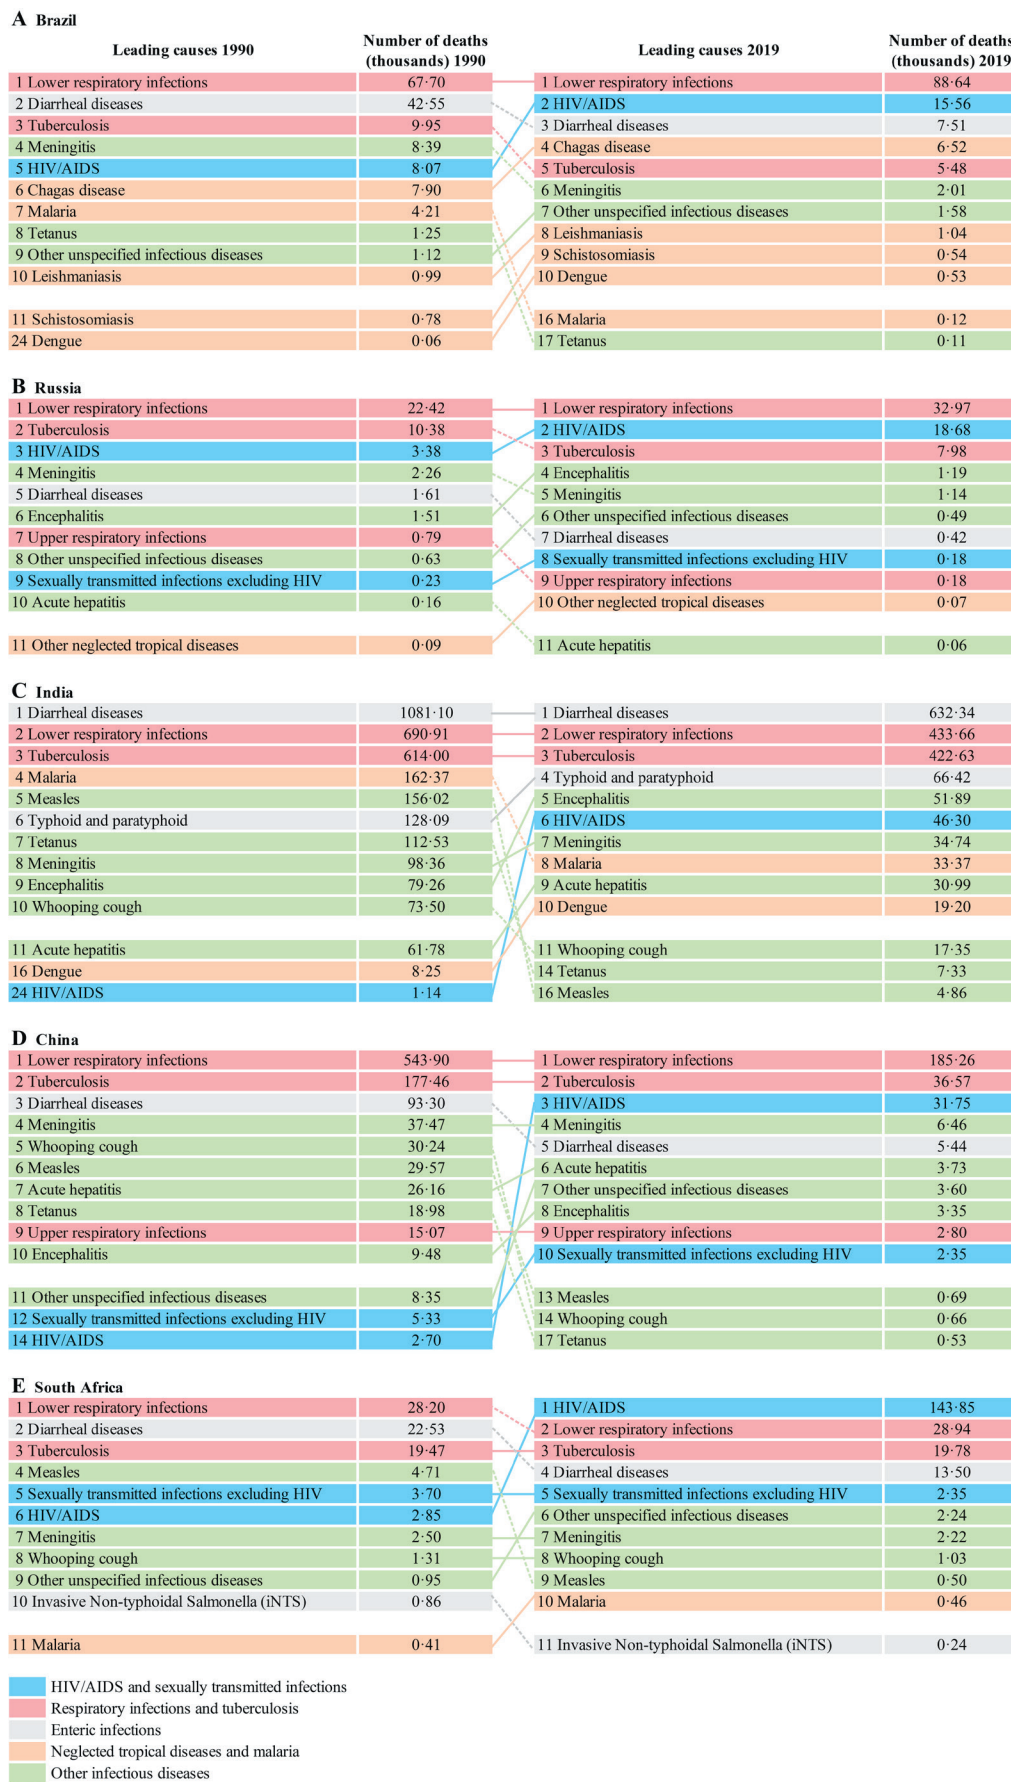 A Brazil
Leading causes 1990 Number of deaths (thousands) 1990 Leading causes 2019 Number of deaths (thousands) 2019
1 Lower respiratory infections 67·70 1 Lower respiratory infections 88·64
2 Diarrheal diseases 42·55 2 HIV/AIDS 15·56
3 Tuberculosis 9·95 3 Diarrheal diseases 7·51
4 Meningitis 8·39 4 Chagas disease 6·52
5 HIV/AIDS 8·07 5 Tuberculosis 5·48
6 Chagas disease 7·90 6 Meningitis 2·01
7 Malaria 4·21 7 Other unspecified infectious diseases 1·58
8 Tetanus 1·25 8 Leishmaniasis 1·04
9 Other unspecified infectious diseases 1·12 9 Schistosomiasis 0·54
10 Leishmaniasis 0·99 10 Dengue 0·53
11 Schistosomiasis 0·78 16 Malaria 0·12
24 Dengue 0·06 17 Tetanus 0·11
B Russia
1 Lower respiratory infections 22·42 1 Lower respiratory infections 32·97
2 Tuberculosis 10·38 2 HIV/AIDS 18·68
3 HIV/AIDS 3·38 3 Tuberculosis 7·98
4 Meningitis 2·26 4 Encephalitis 1·19
5 Diarrheal diseases 1·61 5 Meningitis 1·14
6 Encephalitis 1·51 6 Other unspecified infectious diseases 0·49
7 Upper respiratory infections 0·79 7 Diarrheal diseases 0·42
8 Other unspecified infectious diseases 0·63 8 Sexually transmitted infections excluding HIV 0·18
9 Sexually transmitted infections excluding HIV 0·23 9 Upper respiratory infections 0·18
10 Acute hepatitis 0·16 10 Other neglected tropical diseases 0·07
11 Other neglected tropical diseases 0·09 11 Acute hepatitis 0·06
C India
1 Diarrheal diseases 1081·10 1 Diarrheal diseases 632·34
2 Lower respiratory infections 690·91 2 Lower respiratory infections 433·66
3 Tuberculosis 614·00 3 Tuberculosis 422·63
4 Malaria 162·37 4 Typhoid and paratyphoid 66·42
5 Measles 156·02 5 Encephalitis 51·89
6 Typhoid and paratyphoid 128·09 6 HIV/AIDS 46·30
7 Tetanus 112·53 7 Meningitis 34·74
8 Meningitis 98·36 8 Malaria 33·37
9 Encephalitis 79·26 9 Acute hepatitis 30·99
10 Whooping cough 73·50 10 Dengue 19·20
11 Acute hepatitis 61·78 11 Whooping cough 17·35
16 Dengue 8·25 14 Tetanus 7·33
24 HIV/AIDS 1·14 16 Measles 4·86
D China
1 Lower respiratory infections 543·90 1 Lower respiratory infections 185·26
2 Tuberculosis 177·46 2 Tuberculosis 36·57
3 Diarrheal diseases 93·30 3 HIV/AIDS 31·75
4 Meningitis 37·47 4 Meningitis 6·46
5 Whooping cough 30·24 5 Diarrheal diseases 5·44
6 Measles 29·57 6 Acute hepatitis 3·73
7 Acute hepatitis 26·16 7 Other unspecified infectious diseases 3·60
8 Tetanus 18·98 8 Encephalitis 3·35
9 Upper respiratory infections 15·07 9 Upper respiratory infections 2·80
10 Encephalitis 9·48 10 Sexually transmitted infections excluding HIV 2·35
11 Other unspecified infectious diseases 8·35 13 Measles 0·69
12 Sexually transmitted infections excluding HIV 5·33 14 Whooping cough 0·66
14 HIV/AIDS 2·70 17 Tetanus 0·53
E South Africa
1 Lower respiratory infections 28·20 1 HIV/AIDS 143·85
2 Diarrheal diseases 22·53 2 Lower respiratory infections 28·94
3 Tuberculosis 19·47 3 Tuberculosis 19·78
4 Measles 4·71 4 Diarrheal diseases 13·50
5 Sexually transmitted infections excluding HIV 3·70 5 Sexually transmitted infections excluding HIV 2·35
6 HIV/AIDS 2·85 6 Other unspecified infectious diseases 2·24
7 Meningitis 2·50 7 Meningitis 2·22
8 Whooping cough 1·31 8 Whooping cough 1·03
9 Other unspecified infectious diseases 0·95 9 Measles 0·50
10 Invasive Non-typhoidal Salmonella (iNTS) 0·86 10 Malaria 0·46
11 Malaria 0·41 11 Invasive Non-typhoidal Salmonella (iNTS) 0·24
HIV/AIDS and sexually transmitted infections
Respiratory infections and tuberculosis
Enteric infections
Neglected tropical diseases and malaria
Other infectious diseases